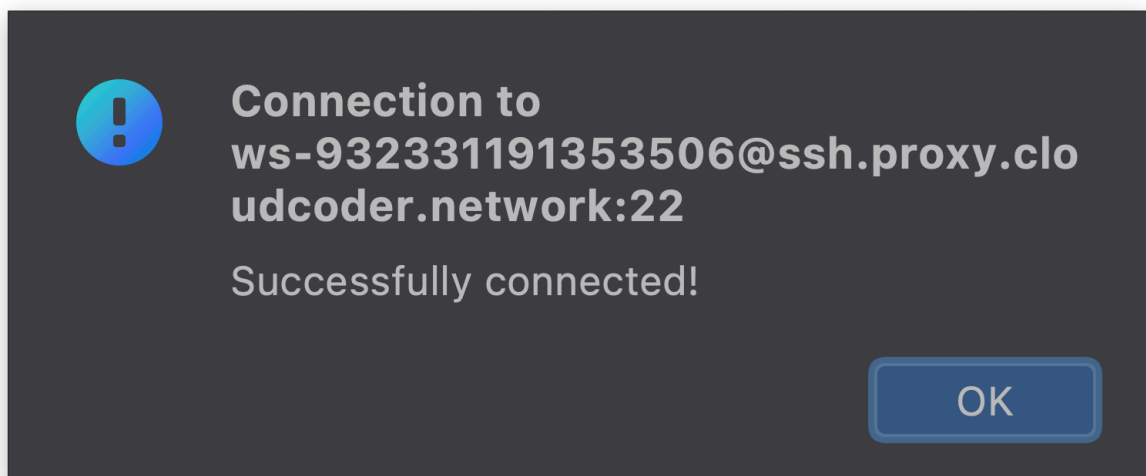 Connection to
ws-932331191353506@ssh.proxy.clo
udcoder.network:22
Successfully connected!
OK